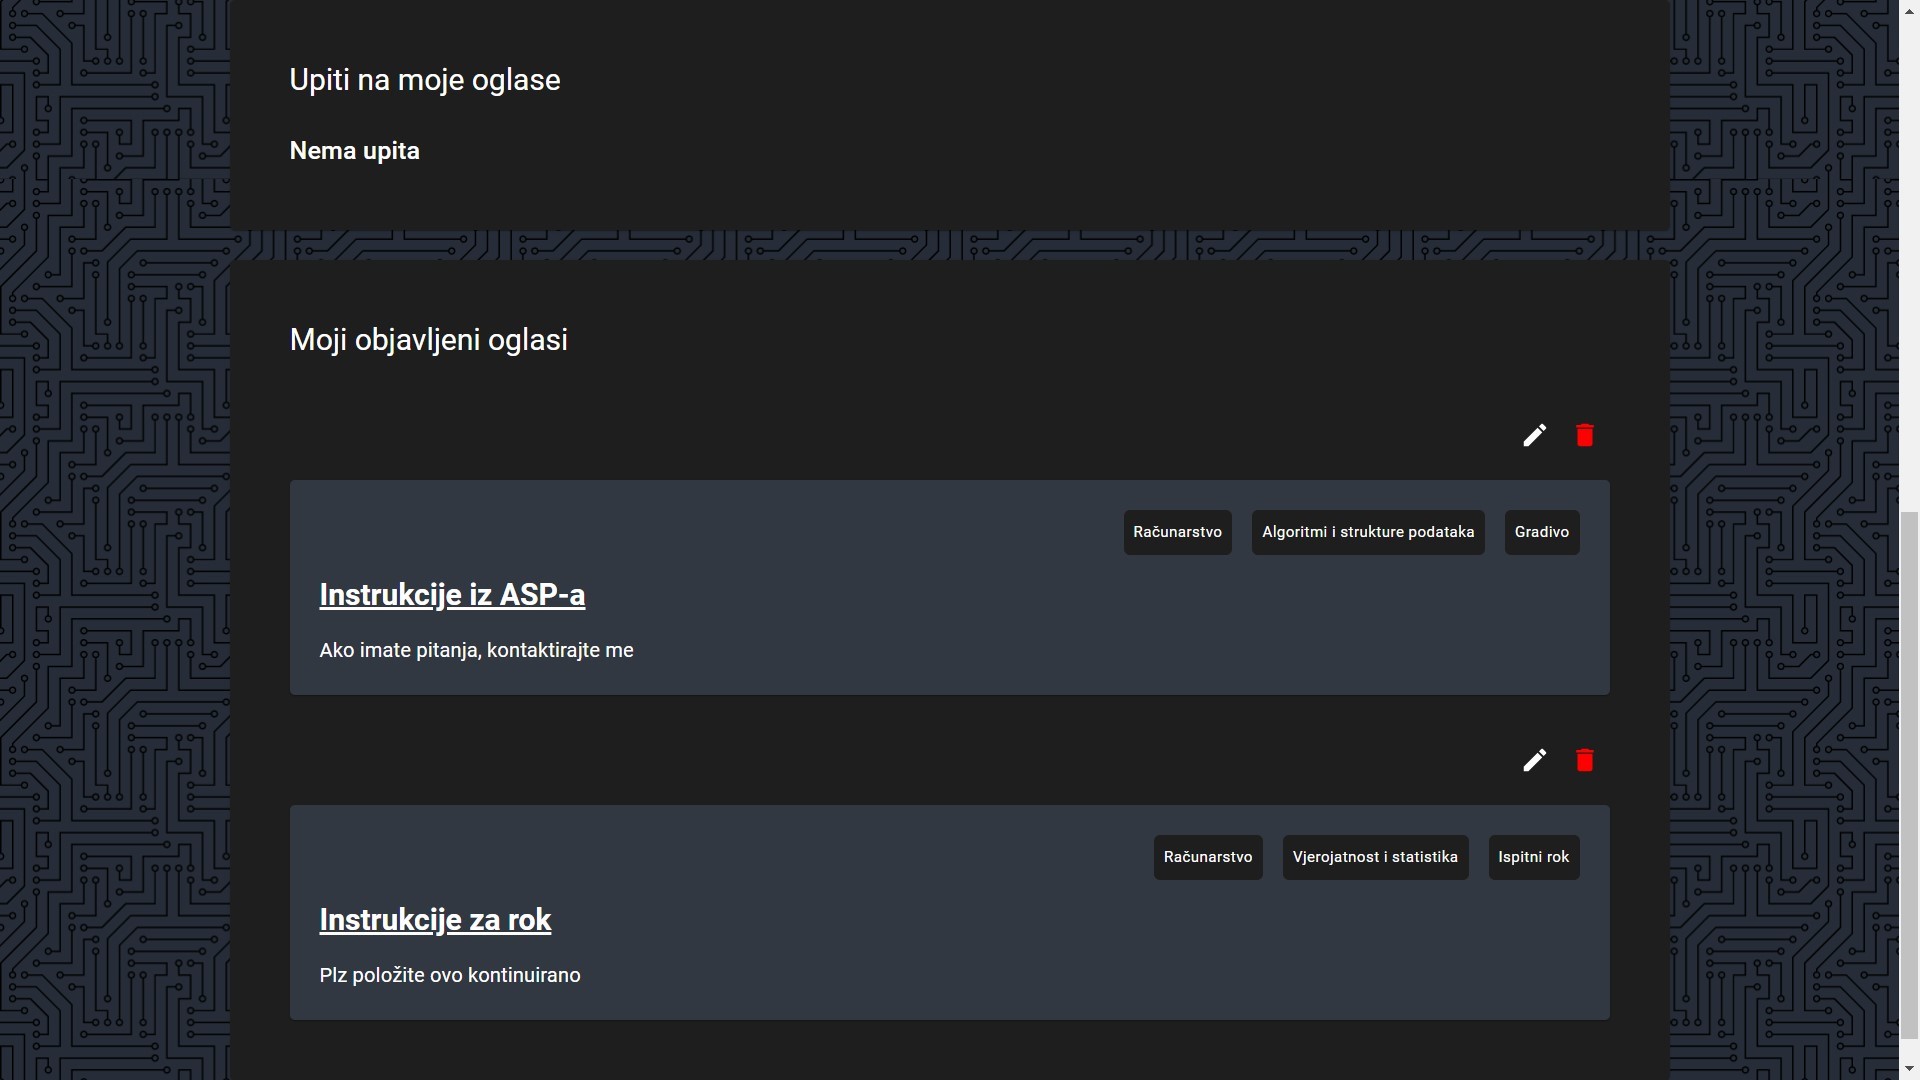 Upiti na moje oglase
Nema upita
Moji objavljeni oglasi
Računarstvo Algoritmi i strukture podataka Gradivo
Instrukcije iz ASP-a
Ako imate pitanja, kontaktirajte me
Računarstvo Vjerojatnost i statistika Ispitni rok
Instrukcije za rok
Plz položite ovo kontinuirano